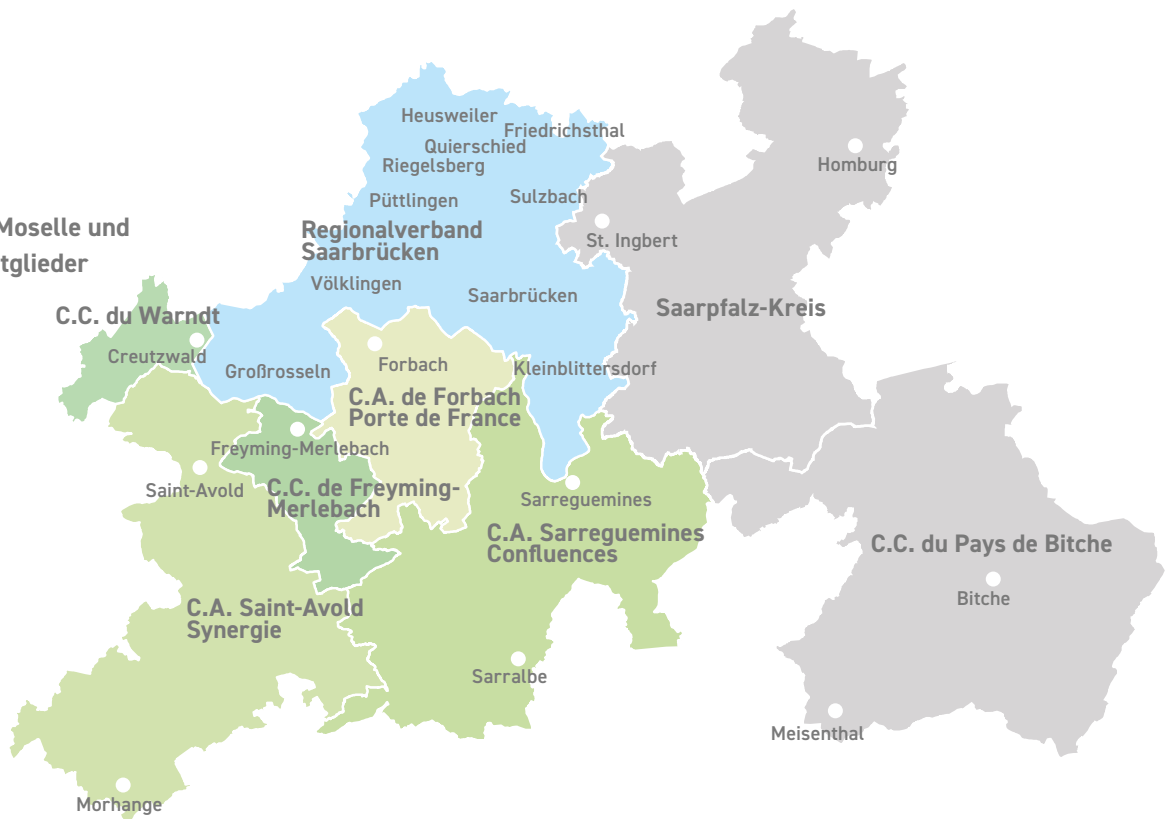 Heusweiler
Friedrichsthal
Quierschied
Riegelsberg
Homburg
Püttlingen
Sulzbach
Moselle und
tglieder
Regionalverband
Saarbrücken
St. Ingbert
Völklingen
Saarbrücken
Saarpfalz-Kreis
C.C. du Warndt
Creutzwald
Großrosseln
Forbach
Kleinblittersdorf
C.A. de Forbach
Porte de France
Freyming-Merlebach
Saint-Avold
C.C. de Freyming-
Merlebach
Sarreguemines
C.A. Sarreguemines
Confluences
C.C. du Pays de Bitche
Bitche
C.A. Saint-Avold
Synergie
Sarralbe
Meisenthal
Morhange